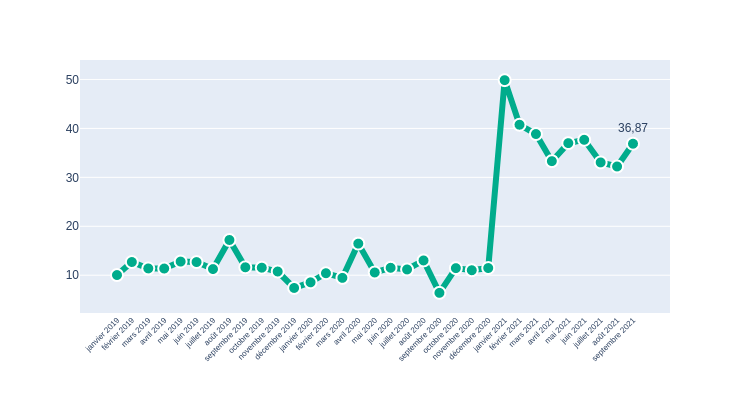 50
40
30
20
10
36,87
janvier 2019
février 2019
mars 2019
avril 2019
mai 2019
juin 2019
juillet 2019
août 2019
septembre 2019
octobre 2019
novembre 2019
décembre 2019
janvier 2020
février 2020
mars 2020
avril 2020
mai 2020
juin 2020
juillet 2020
août 2020
septembre 2020
octobre 2020
novembre 2020
décembre 2020
janvier 2021
février 2021
mars 2021
avril 2021
mai 2021
juin 2021
juillet 2021
août 2021
septembre 2021